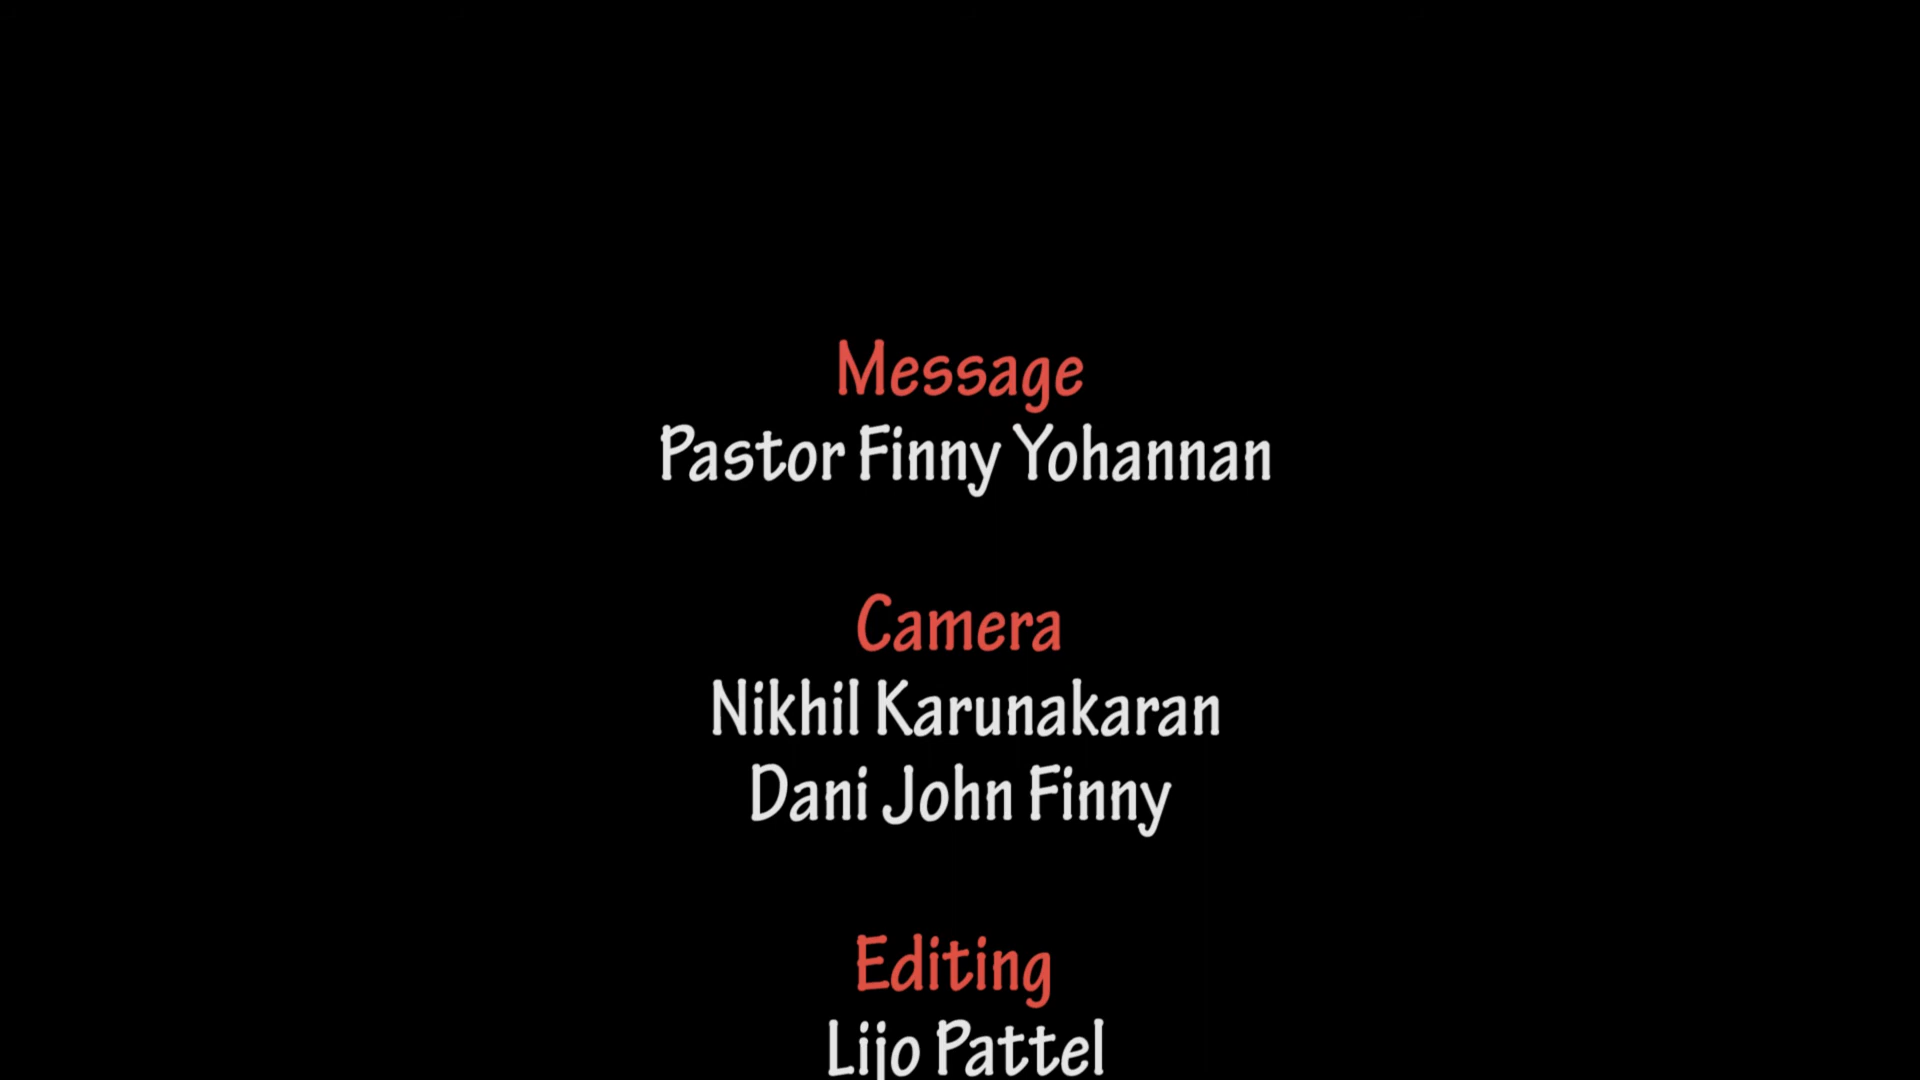 Message
Pastor Finny Yohannan
Camera
Nikhil Karunakaran
Dani John Finny
Editing
Lijo Pattel